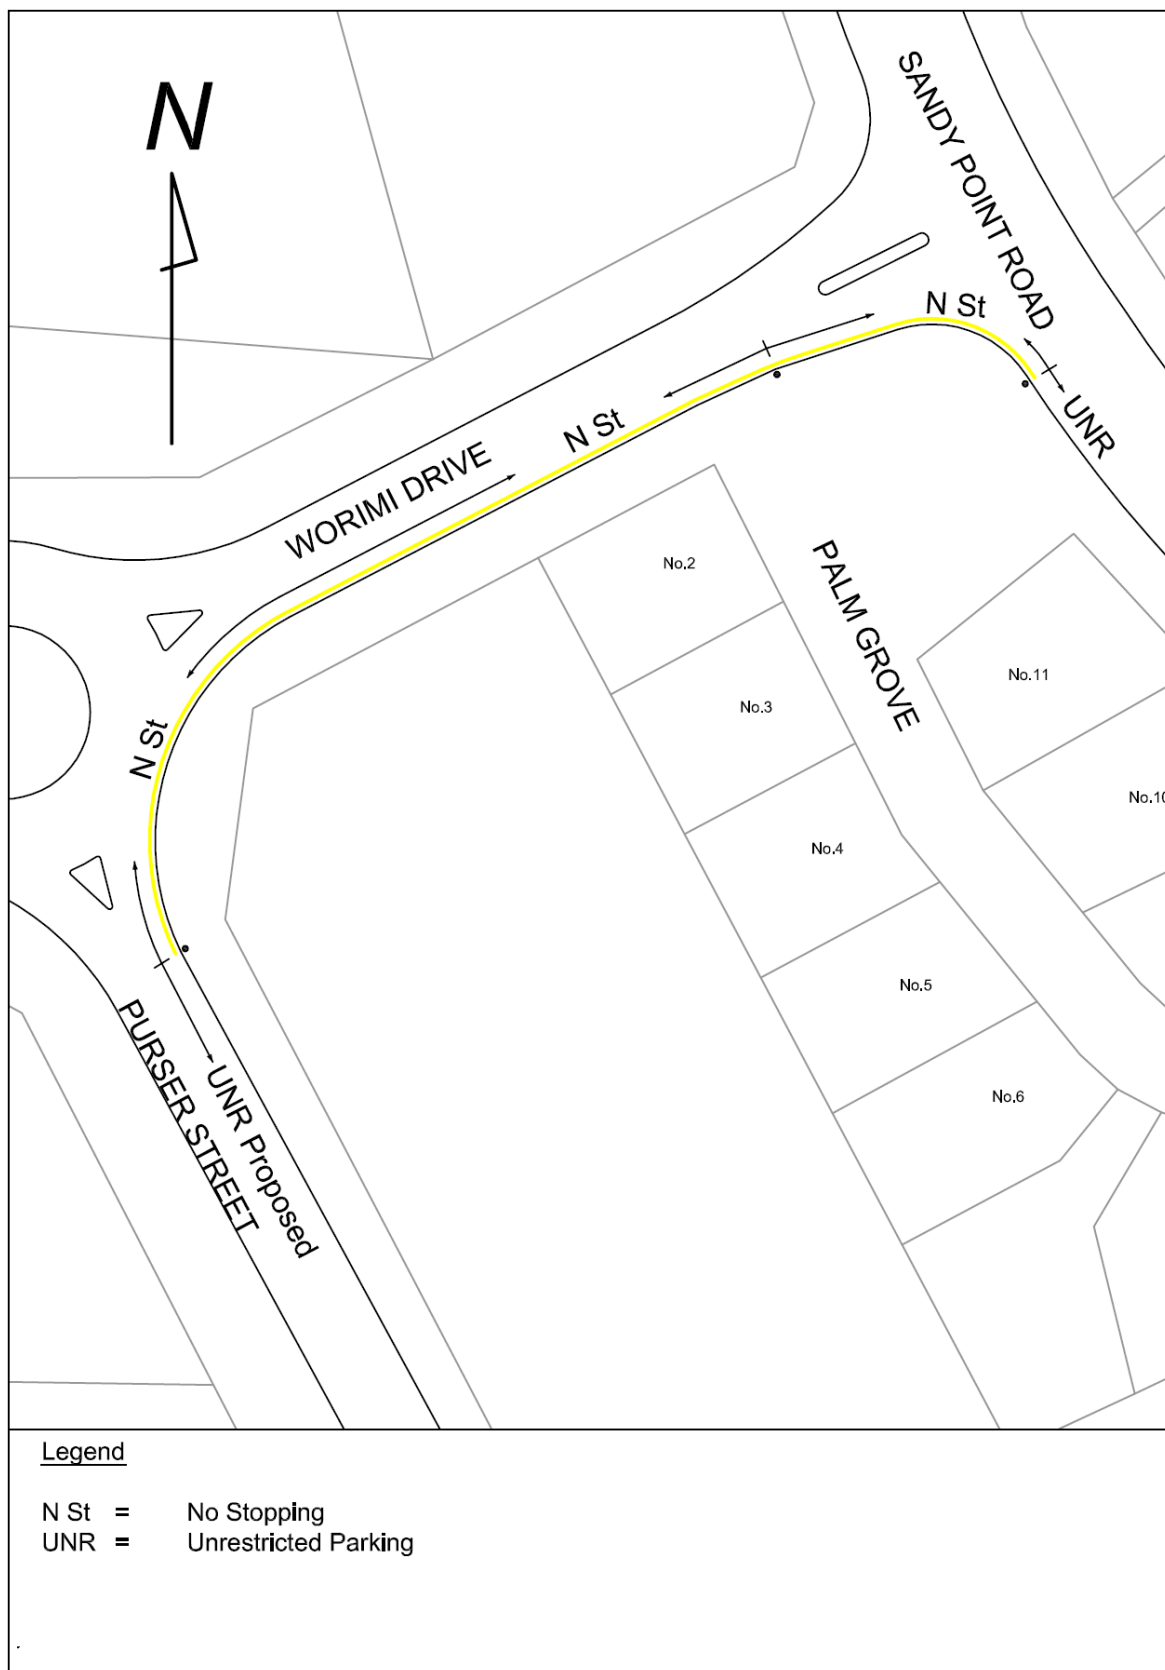 N
SANDY POINT ROAD
N St
UNR
N St
WORIMI DRIVE
No.2
PALM GROVE
No.11
No.3
N St
No.10
No.4
No.5
PURSER STREET
UNR Proposed
No.6
Legend
N St = No Stopping
UNR = Unrestricted Parking